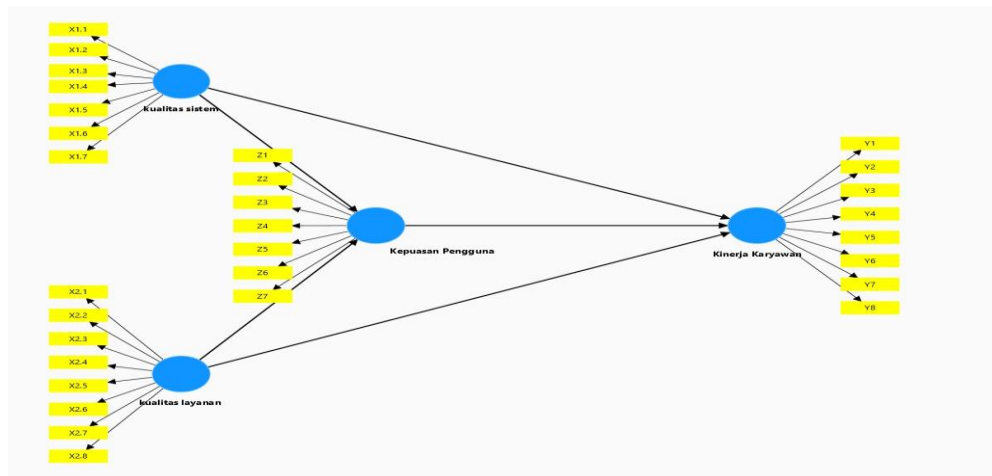 X1.1
X1.2
X1.3
X1.4
X1.5
X1.6
X1.7
kualitas sistem
Z1
Z2
Z3
Z4
Z5
Z6
Z7
Kepuasan Pengguna
Y1
Y2
Y3
Y4
Y5
Y6
Y7
Y8
Kinerja Karyawan
X2.1
X2.2
X2.3
X2.4
X2.5
X2.6
X2.7
X2.8
kualitas layanan